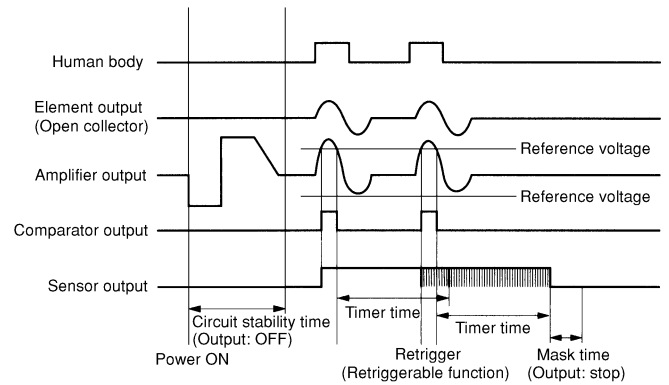 Human body
Element output
(Open collector)
Reference voltage
Amplifier output
Reference voltage
Comparator output
Sensor output
Timer time
Circuit stability time
(Output: OFF)
Timer time
Power ON
Retrigger
(Retriggerable function)
Mask time
(Output: stop)